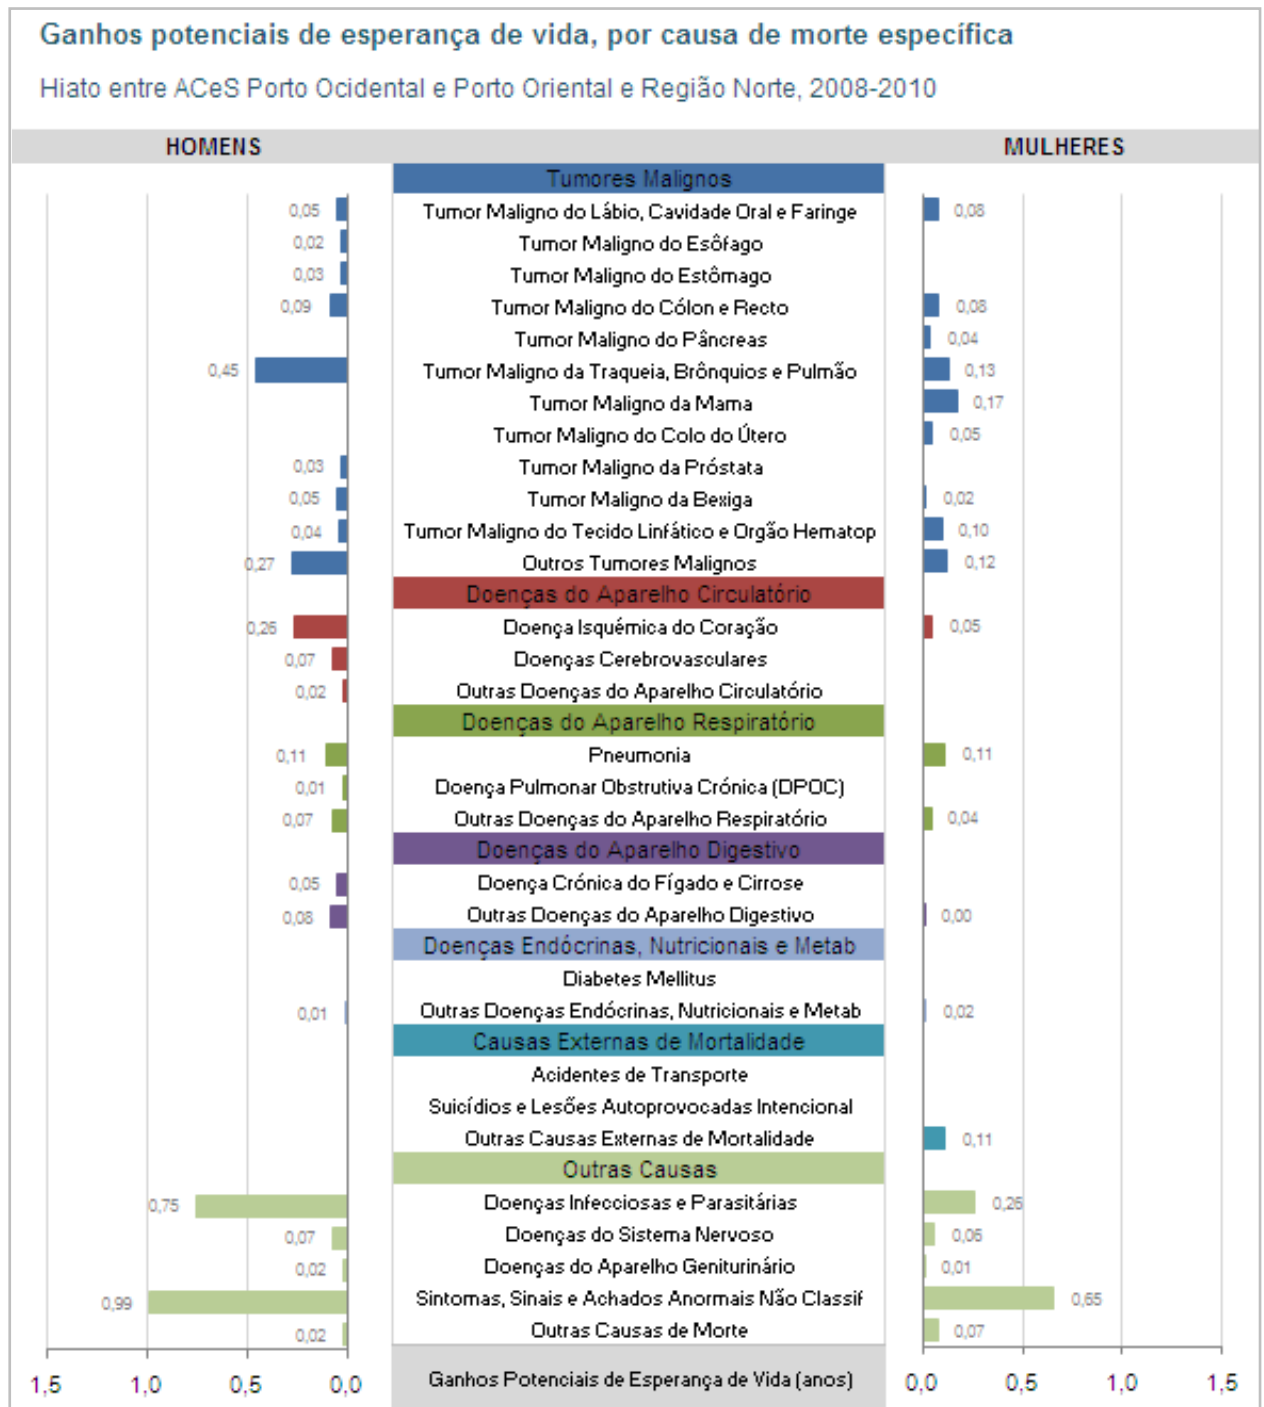 Ganhos potenciais de esperança de vida, por causa de morte específica
Hiato entre ACeS Porto Ocidental e Porto Oriental e Região Norte, 2008-2010
HOMENS MULHERES
Tumores Malignos
0,05 Tumor Maligno do Lábio, Cavidade Oral e Faringe 0,08
0,02 Tumor Maligno do Esôfago
0,03 Tumor Maligno do Estômago
0,09 Tumor Maligno do Cólon e Recto 0,08
Tumor Maligno do Pâncreas 0,04
0,45 Tumor Maligno da Traqueia, Brônquios e Pulmão 0,13
Tumor Maligno da Mama 0,17
Tumor Maligno do Colo do Útero 0,05
0,03 Tumor Maligno da Próstata
0,05 Tumor Maligno da Bexiga 0,02
0,04 Tumor Maligno do Tecido Linfático e Orgão Hematop 0,10
0,27 Outros Tumores Malignos 0,12
Doenças do Aparelho Circulatório
0,26 Doença Isquémica do Coração 0,05
0,07 Doenças Cerebrovasculares
0,02 Outras Doenças do Aparelho Circulatório
Doenças do Aparelho Respiratório
0,11 Pneumonia 0,11
0,01 Doença Pulmonar Obstrutiva Crónica (DPOC)
0,07 Outras Doenças do Aparelho Respiratório 0,04
Doenças do Aparelho Digestivo
0,05 Doença Crónica do Fígado e Cirrose
0,08 Outras Doenças do Aparelho Digestivo 0,00
Doenças Endócrinas, Nutricionais e Metab
Diabetes Mellitus
0,01 Outras Doenças Endócrinas, Nutricionais e Metab 0,02
Causas Externas de Mortalidade
Acidentes de Transporte
Suicídios e Lesões Autoprovocadas Intencional
Outras Causas Externas de Mortalidade 0,11
Outras Causas
0,75 Doenças Infecciosas e Parasitárias 0,26
0,07 Doenças do Sistema Nervoso 0,06
0,02 Doenças do Aparelho Geniturinário 0,01
0,99 Sintomas, Sinais e Achados Anormais Não Classif 0,65
0,02 Outras Causas de Morte 0,07
1,5 1,0 0,5 0,0 Ganhos Potenciais de Esperança de Vida (anos) 0,0 0,5 1,0 1,5